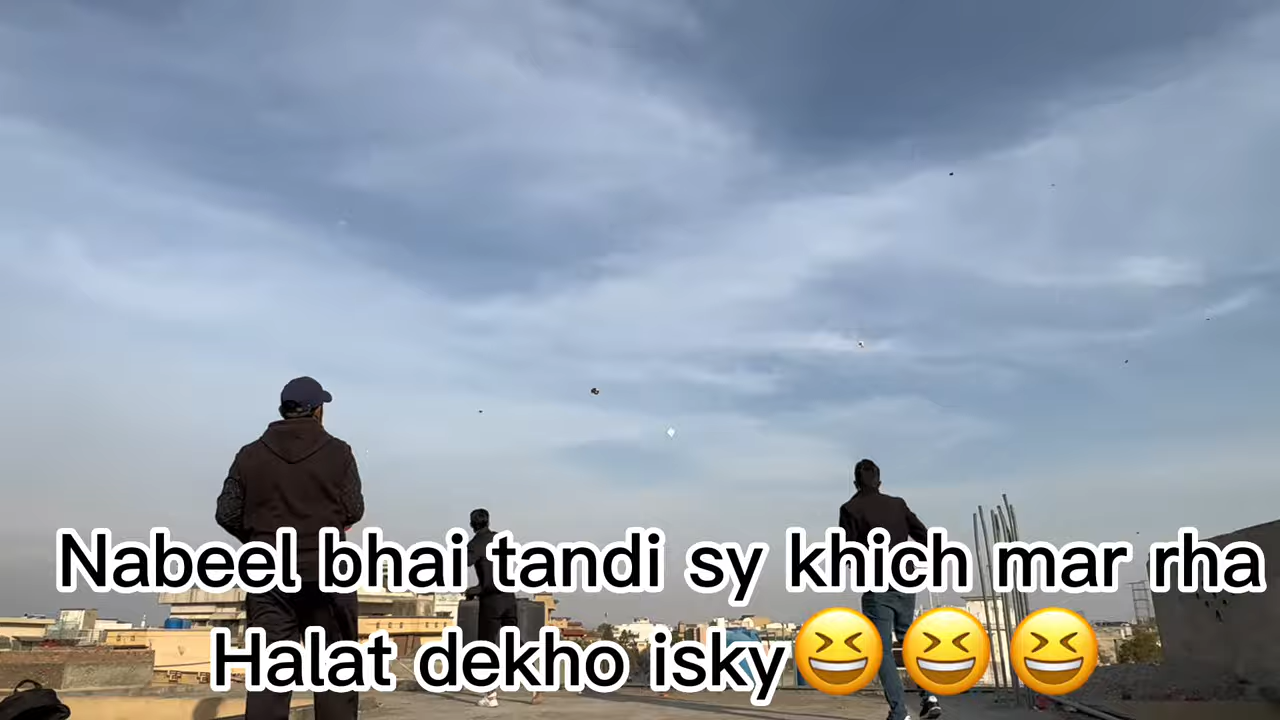 Nabeel bhai tandi sy khich mar rha
Halat dekho isky😆😆😆